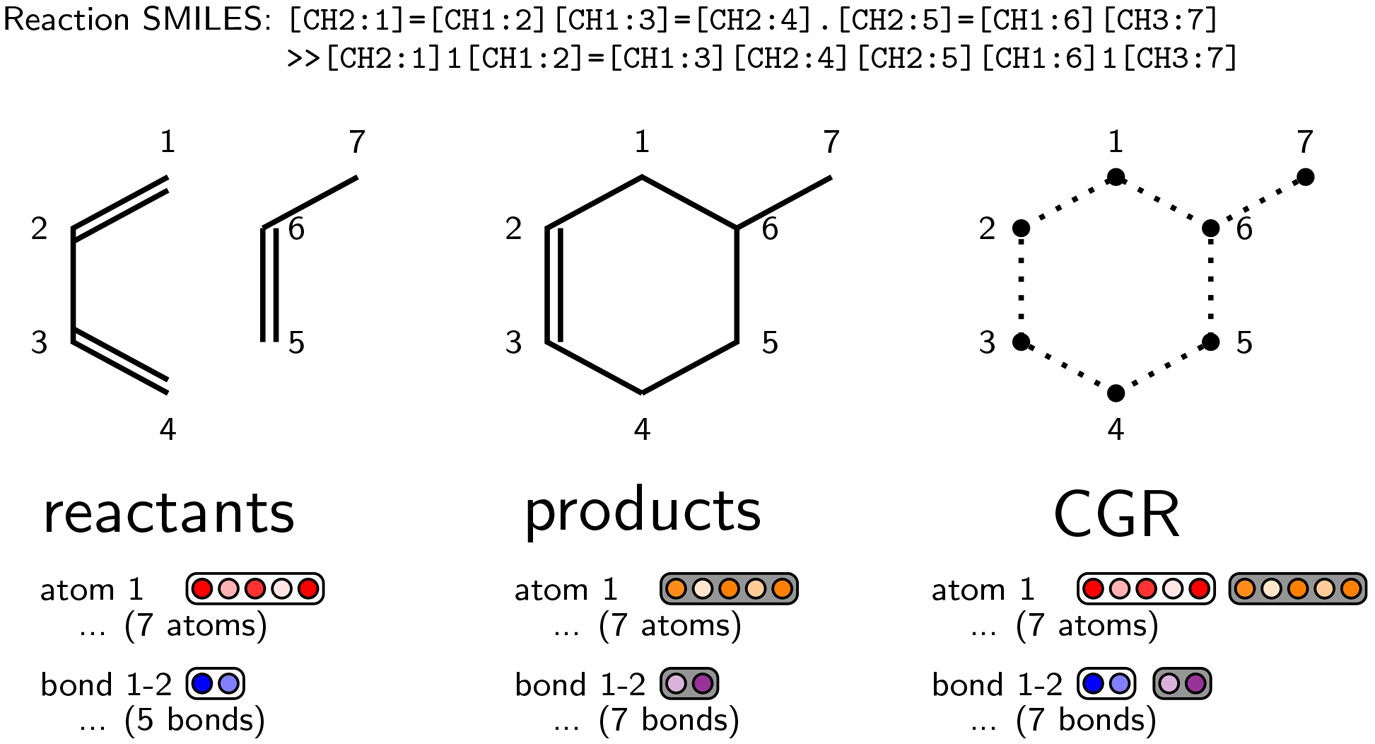 Reaction SMILES: [CH2:1]=[CH1:2][CH1:3]=[CH2:4].[CH2:5]=[CH1:6][CH3:7]
>>[CH2:1]1[CH1:2]=[CH1:3][CH2:4][CH2:5][CH1:6]1[CH3:7]
1 7 1 7 1 7
2 6 2 6 2 6
3 5 3 5 3 5
4 4 4
reactants products CGR
atom 1 atom 1 atom 1
... (7 atoms) ... (7 atoms) ... (7 atoms)
bond 1-2 bond 1-2 bond 1-2
... (5 bonds) ... (7 bonds) ... (7 bonds)